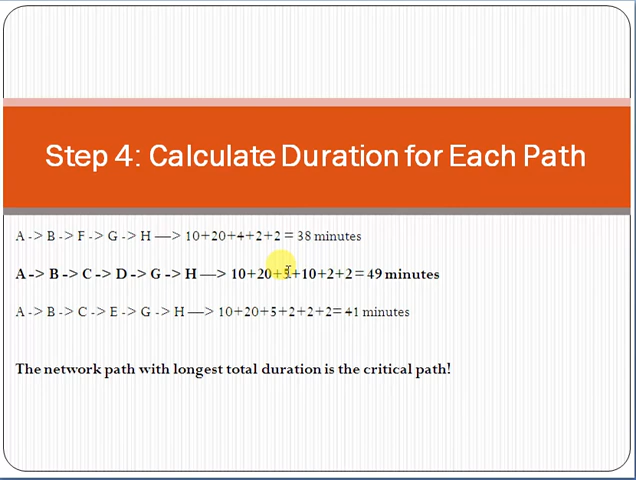 Step 4: Calculate Duration for Each Path
A -> B -> F -> G -> H —> 10+20+4+2+2 = 38 minutes
A -> B -> C -> D -> G -> H —> 10+20+5+10+2+2 = 49 minutes
A -> B -> C -> E -> G -> H —> 10+20+5+2+2+2= 41 minutes
The network path with longest total duration is the critical path!